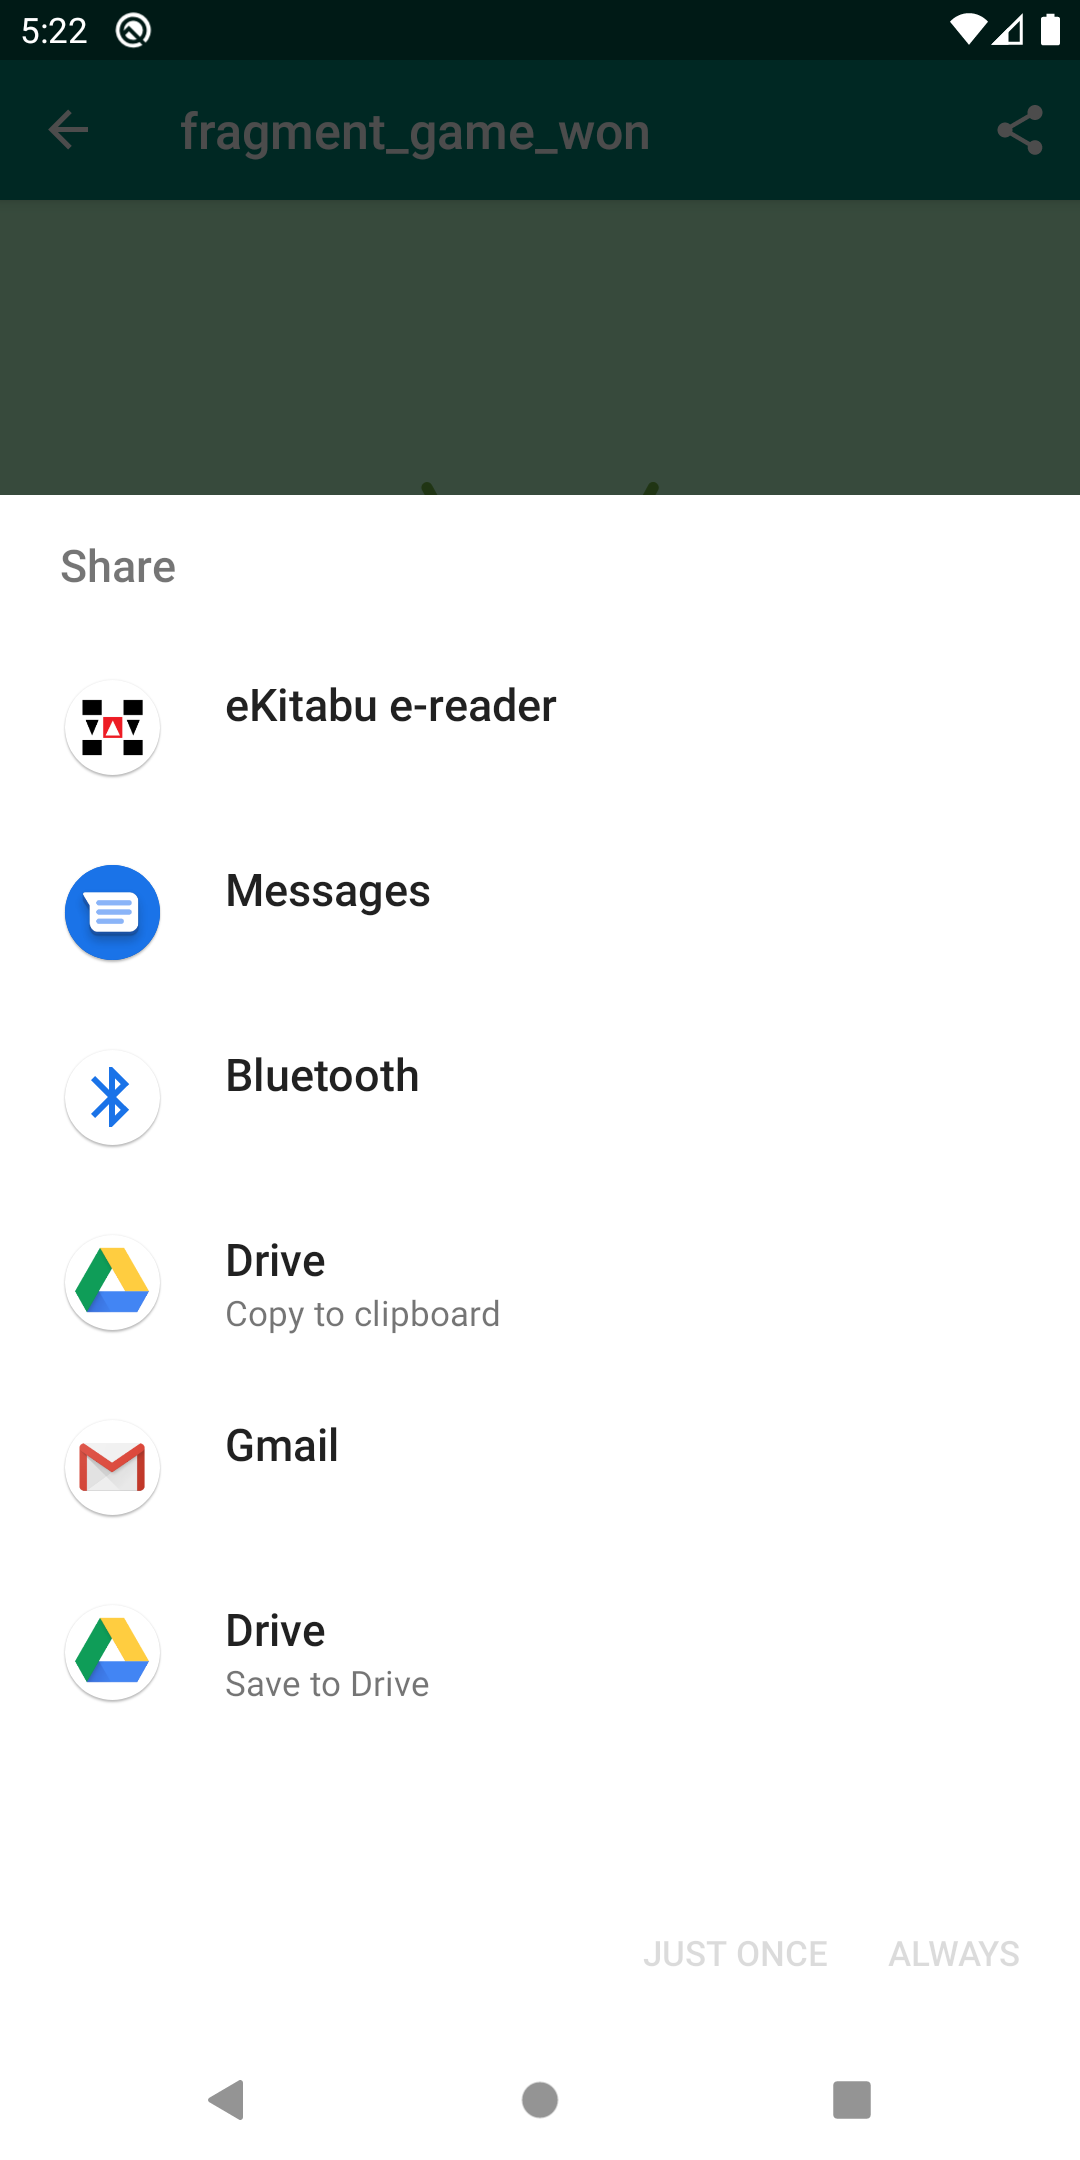 5:22
fragment_game_won
Share
eKitabu e-reader
Messages
Bluetooth
Drive
Copy to clipboard
Gmail
Drive
Save to Drive
JUST ONCE ALWAYS